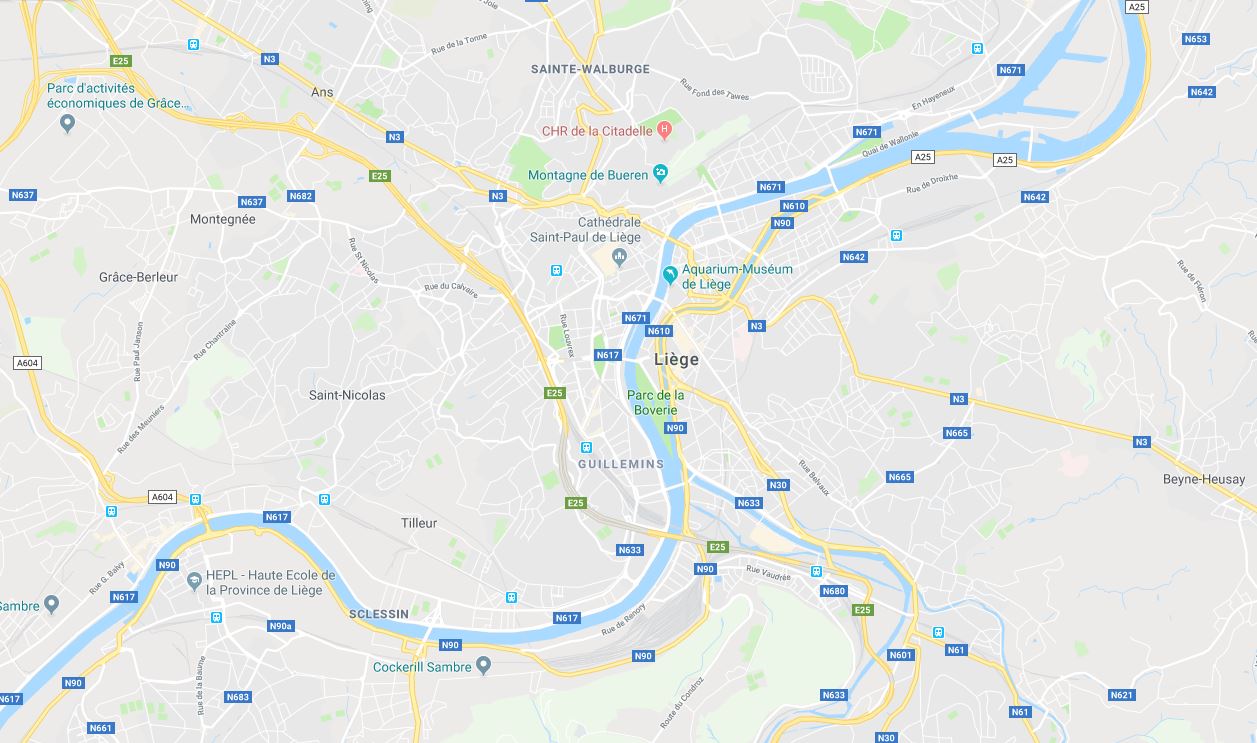 Rue Joie
A25
N653
E25
N3
Rue de la Tonne
SAINTE-WALBURGE
N671
Parc d'activités
économiques de Grâce...
Ans
Rue Fond des Tawes
En Hayeneux
N642
CHR de la Citadelle
H
N3
N671
Quai de Wallonie
A25
A25
Montagne de Bueren
E25
N671
Rue de Droixhe
N637
N637
N682
N3
N610
N642
Montegnée
Cathédrale
Saint-Paul de Liège
N90
Rue St Nicolas
N642
Grâce-Berleur
Aquarium-Muséum
de Liège
Rue de Fléron
Rue du Calvaire
N671
N610
N3
Rue Paul Janson
Rue Chantraine
Rue Louvrex
A604
N617
Liège
Saint-Nicolas
E25
Parc de la
Boverie
N3
Rue des Meuniers
N90
N665
N3
GUILLEMINS
Rue Belvaux
N665
Beyne-Heusay
N30
A604
E25
N633
N617
Tilleur
N633
E25
N90
HEPL - Haute Ecole de
la Province de Liège
N90
Rue Vaudrée
Rue G. Baivy
N617
N680
Sambre
SCLESSIN
N617
E25
Rue de Renory
N90a
N90
N61
N90
N601
Cockerill Sambre
Rue de la Baume
N90
N683
N617
Route du Condroz
N633
N621
N61
N661
N30